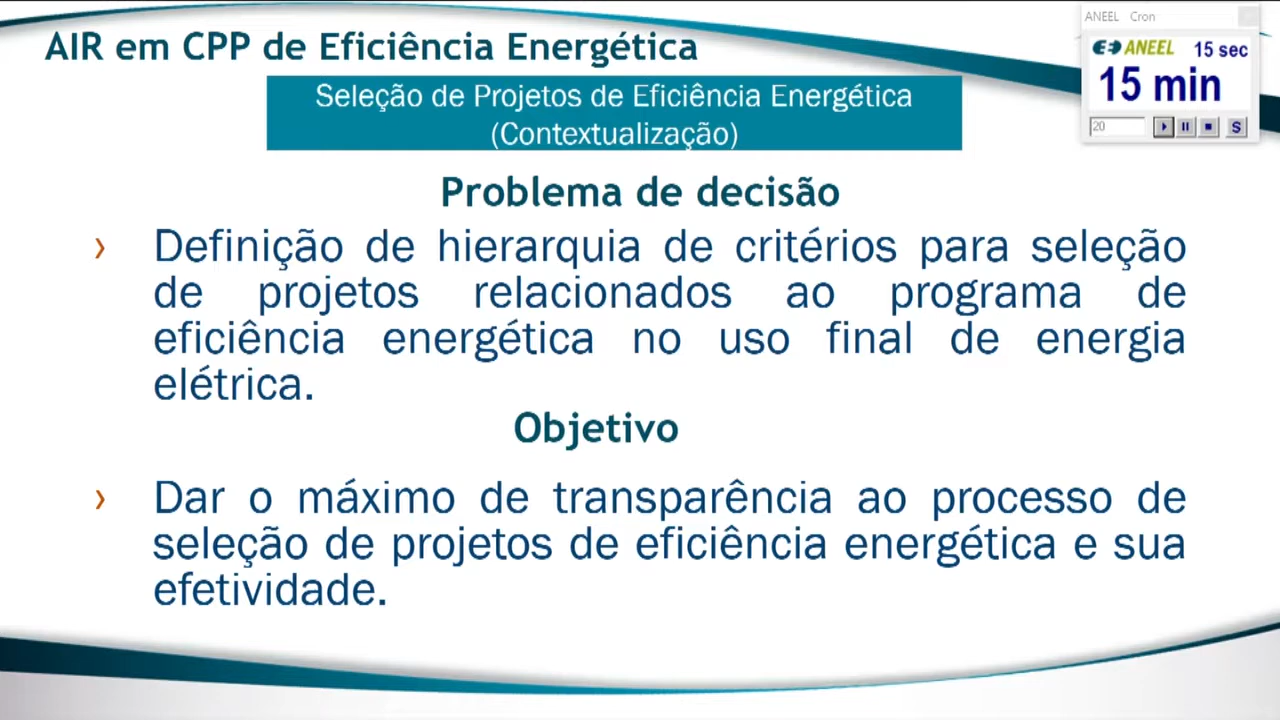 AIR em CPP de Eficiência Energética
Seleção de Projetos de Eficiência Energética
(Contextualização)
ANEEL Cron
ANEEL 15 sec
15 min
20
S
Problema de decisão
› Definição de hierarquia de critérios para seleção
de projetos relacionados ao programa de
eficiência energética no uso final de energia
elétrica.
Objetivo
› Dar o máximo de transparência ao processo de
seleção de projetos de eficiência energética e sua
efetividade.